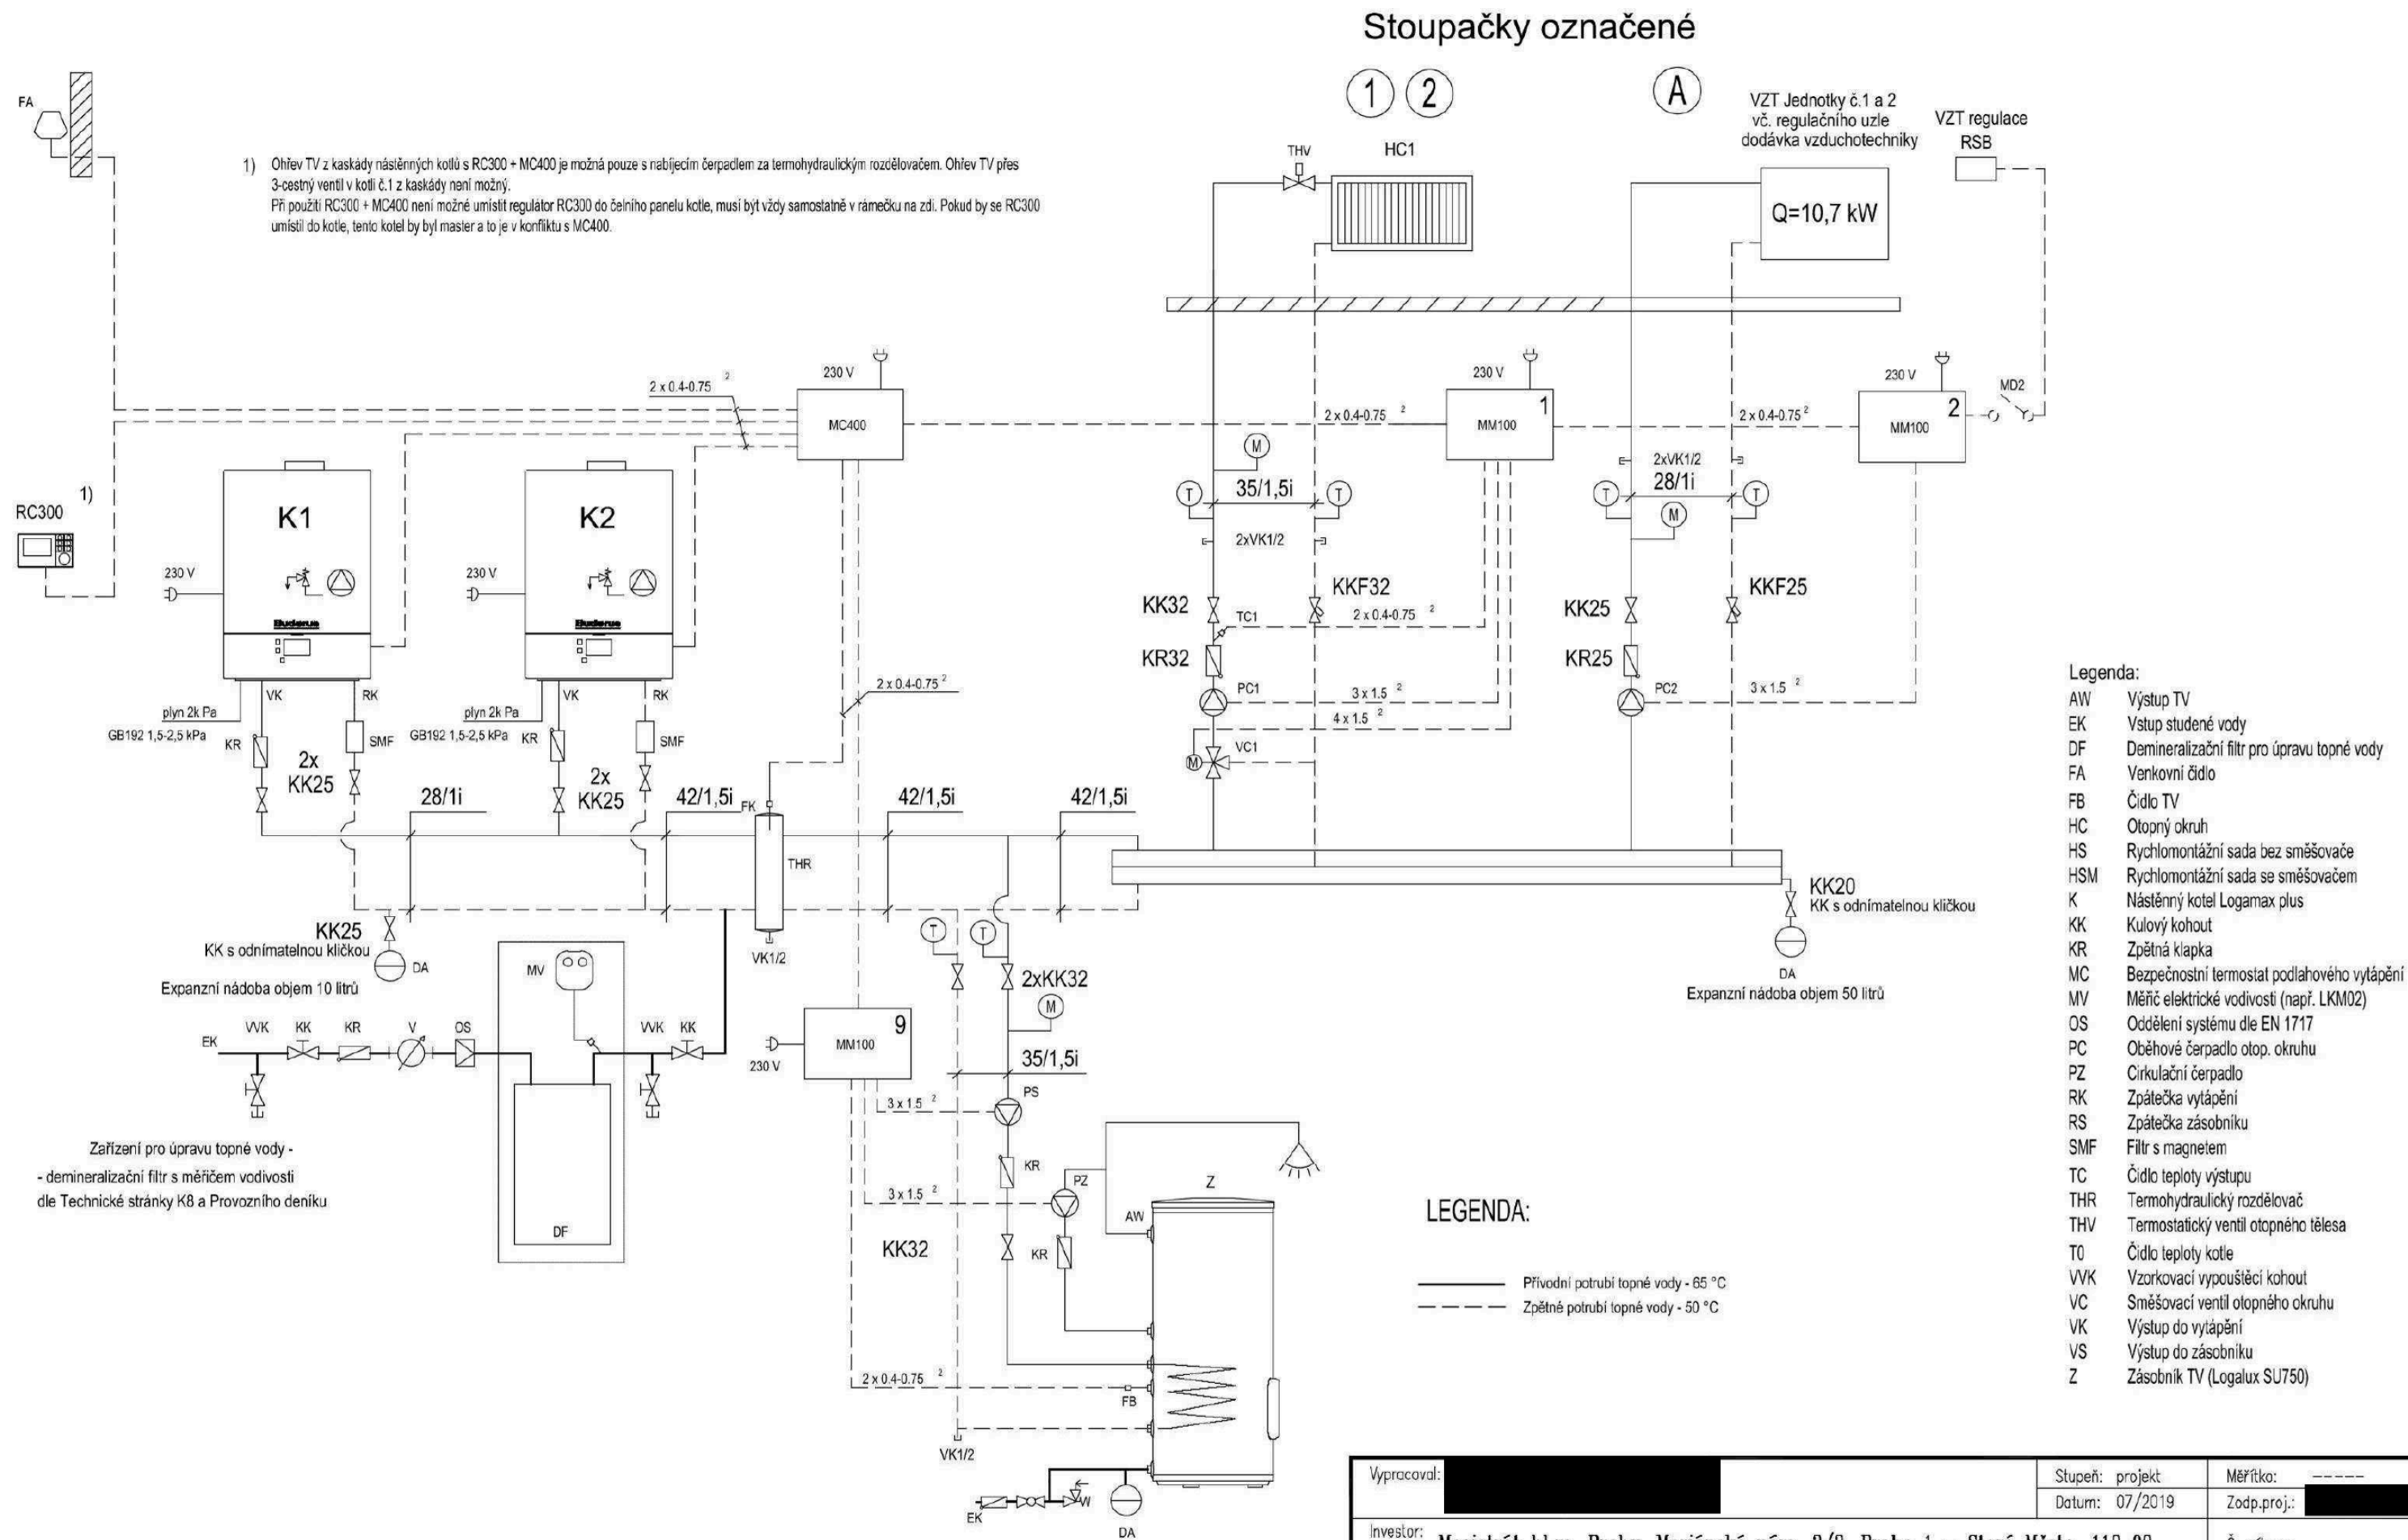 Stoupačky označené
1 2 A
FA
1) Ohřev TV z kaskády nástěnných kotlů s RC300 + MC400 je možná pouze s nabíjecím čerpadlem za termohydraulickým rozdělovačem. Ohřev TV přes
3-cestný ventil v kotli č.1 z kaskády není možný.
Při použití RC300 + MC400 není možné umístit regulátor RC300 do čelního panelu kotle, musí být vždy samostatně v rámečku na zdi. Pokud by se RC300
umístil do kotle, tento kotel by byl master a to je v konfliktu s MC400.
THV
HC1
VZT Jednotky č.1 a 2
vč. regulačního uzle
dodávka vzduchotechniky
VZT regulace
RSB
Q=10,7 kW
2 x 0.4-0.75 2
230 V
MC400
2 x 0.4-0.75 2
230 V
1
MM100
2 x 0.4-0.75 2
230 V
2
MM100
MD2
M
T 35/1,5i T
2xVK1/2
2xVK1/2
T 28/1i T
M
RC300
1)
K1
230 V
Buderus
K2
230 V
Buderus
KK32
KKF32
TC1
2 x 0.4-0.75 2
KR32
PC1
3 x 1.5 2
4 x 1.5 2
VC1
M
KK25
KKF25
KR25
PC2
3 x 1.5 2
VK
RK
plyn 2k Pa
GB192 1,5-2,5 kPa
KR
SMF
2x
KK25
VK
RK
plyn 2k Pa
GB192 1,5-2,5 kPa
KR
SMF
2x
KK25
2 x 0.4-0.75 2
28/1i
42/1,5i
FK
42/1,5i
42/1,5i
THR
VK1/2
KK25
KK s odnímatelnou kličkou
DA
Expanzní nádoba objem 10 litrů
KK20
KK s odnímatelnou kličkou
DA
Expanzní nádoba objem 50 litrů
MV
EK
VVK
KK
KR
V
OS
VVK
KK
DF
Zařízení pro úpravu topné vody -
- demineralizační filtr s měřičem vodivosti
dle Technické stránky K8 a Provozního deníku
T
T
2xKK32
M
9
MM100
230 V
35/1,5i
3 x 1.5 2
PS
KR
3 x 1.5 2
PZ
KK32
KR
AW
Z
2 x 0.4-0.75 2
FB
VK1/2
EK
DA
LEGENDA:
Přívodní potrubí topné vody - 65 °C
Zpětné potrubí topné vody - 50 °C
Legenda:
AW Výstup TV
EK Vstup studené vody
DF Demineralizační filtr pro úpravu topné vody
FA Venkovní čidlo
FB Čidlo TV
HC Otopný okruh
HS Rychlomontážní sada bez směšovače
HSM Rychlomontážní sada se směšovačem
K Nástěnný kotel Logamax plus
KK Kulový kohout
KR Zpětná klapka
MC Bezpečnostní termostat podlahového vytápění
MV Měřič elektrické vodivosti (např. LKM02)
OS Oddělení systému dle EN 1717
PC Oběhové čerpadlo otop. okruhu
PZ Cirkulační čerpadlo
RK Zpátečka vytápění
RS Zpátečka zásobníku
SMF Filtr s magnetem
TC Čidlo teploty výstupu
THR Termohydraulický rozdělovač
THV Termostatický ventil otopného tělesa
T0 Čidlo teploty kotle
VVK Vzorkovací vypouštěcí kohout
VC Směšovací ventil otopného okruhu
VK Výstup do vytápění
VS Výstup do zásobníku
Z Zásobník TV (Logalux SU750)
Vypracoval:
Stupeň: projekt
Měřítko: -----
Datum: 07/2019
Zodp.proj.:
Investor: